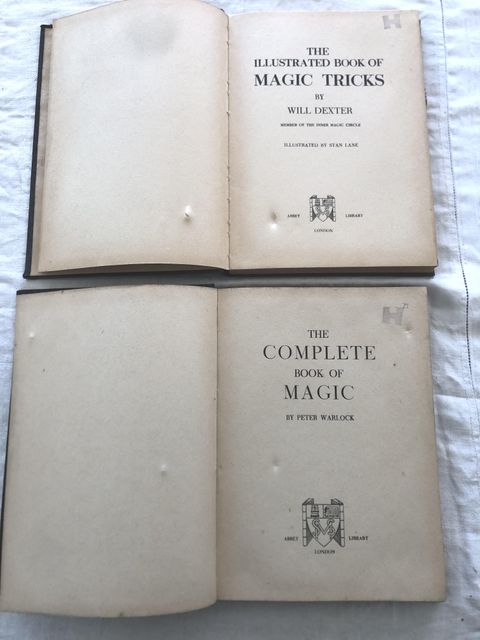 H
THE
ILLUSTRATED BOOK OF
MAGIC TRICKS
BY
WILL DEXTER
MEMBER OF THE INNER MAGIC CIRCLE
ILLUSTRATED BY STAN LANE
ABBEY LIBRARY
LONDON
H
THE
COMPLETE
BOOK OF
MAGIC
BY PETER WARLOCK
ABBEY LIBRARY
LONDON